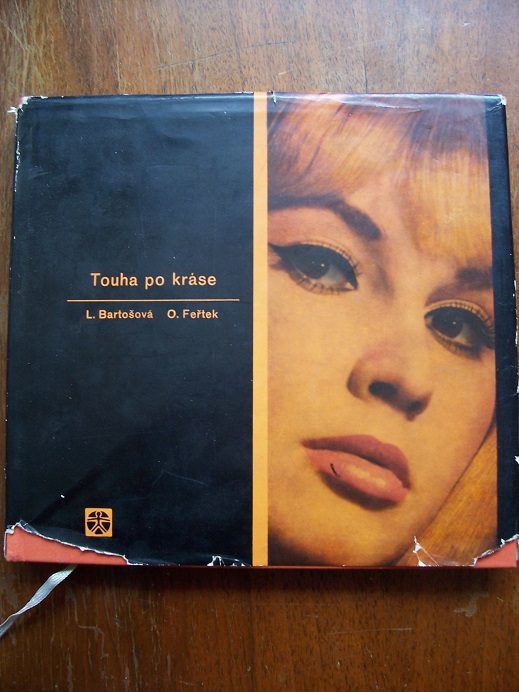 Touha po kráse
L. Bartošová O. Feřtek